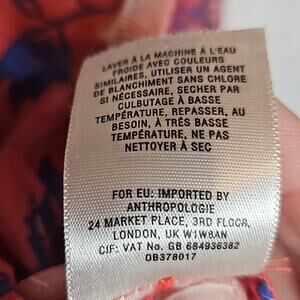 LAVER À LA MACHINE À L'EAU
FROIDE AVEC COULEURS
SIMILAIRES, UTILISER UN AGENT
DE BLANCHIMENT SANS CHLORE
SI NÉCESSAIRE, SECHER PAR
CULBUTAGE À BASSE
TEMPÉRATURE, REPASSER, AU
BESOIN, À TRÉS BASSE
TEMPÉRATURE, NE PAS
NETTOYER À SEC
FOR EU: IMPORTED BY
ANTHROPOLOGIE
24 MARKET PLACE, 3RD FLOOR,
LONDON, UK W1W8AN
CIF: VAT No. GB 684936382
OB378017